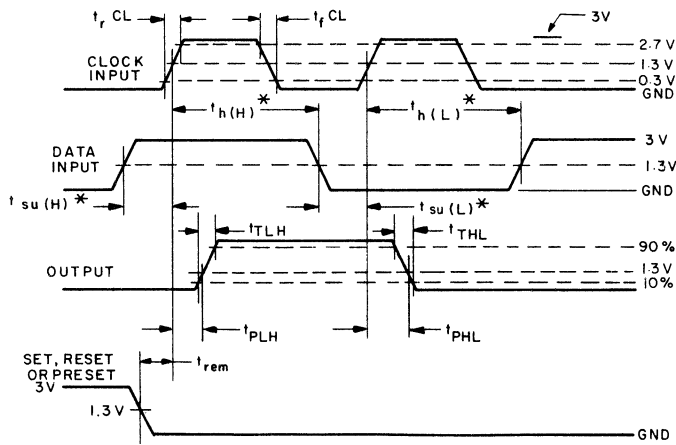 t_r CL
t_f CL
3V
CLOCK
INPUT
2.7 V
1.3 V
0.3 V
GND
t_h(H)*
t_h(L)*
DATA
INPUT
3 V
1.3V
GND
t_su(H)*
t_su(L)*
t_TLH
t_THL
OUTPUT
90%
1.3V
10%
t_PLH
t_PHL
SET, RESET
OR PRESET
3V
t_rem
1.3V
GND